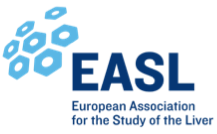 EASL
European Association
for the Study of the Liver